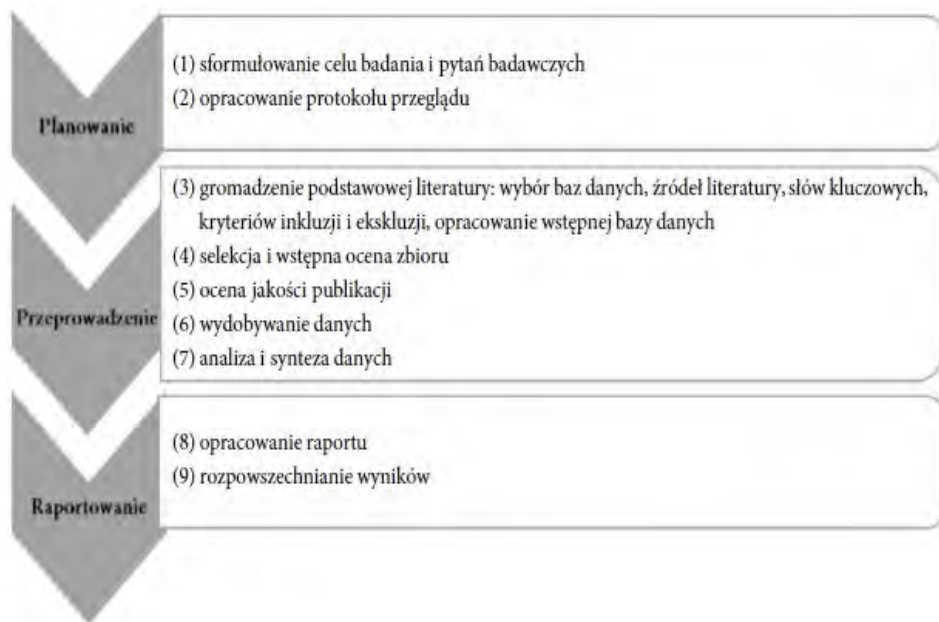 (1) sformułowanie celu badania i pytań badawczych
(2) opracowanie protokołu przeglądu
Planowanie
(3) gromadzenie podstawowej literatury: wybór baz danych, źródeł literatury, słów kluczowych,
kryteriów inkluzji i ekskluzji, opracowanie wstępnej bazy danych
(4) selekcja i wstępna ocena zbioru
(5) ocena jakości publikacji
Przeprowadzenie
(6) wydobywanie danych
(7) analiza i synteza danych
(8) opracowanie raportu
(9) rozpowszechnianie wyników
Raportowanie